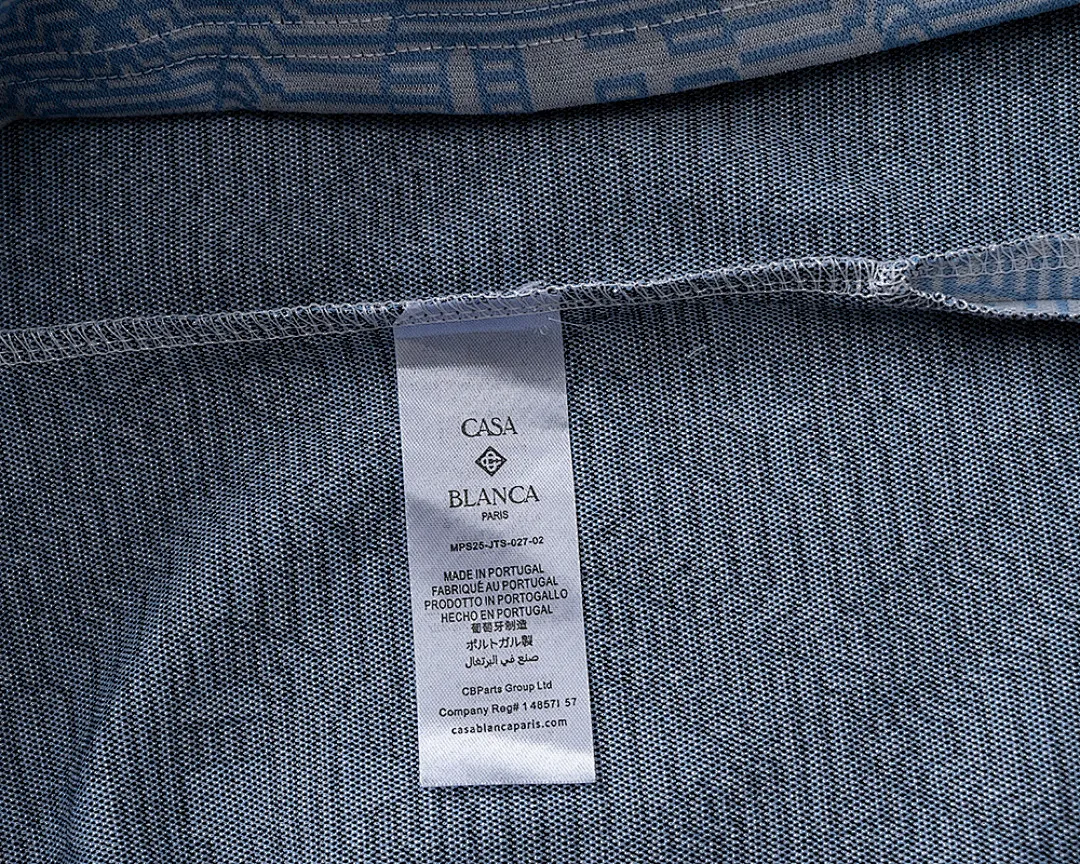 CASA
BLANCA
PARIS
MPS25-JTS-027-02
MADE IN PORTUGAL
FABRIQUÉ AU PORTUGAL
PRODOTTO IN PORTOGALLO
HECHO EN PORTUGAL
葡萄牙制造
ポルトガル製
صنع في البرتغال
CBParts Group Ltd
Company Reg# 1 48571 57
casablancaparis.com